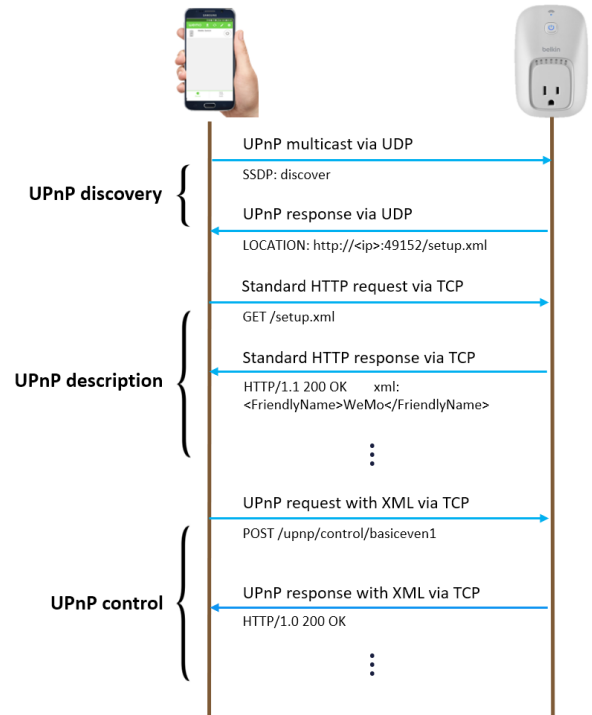 belkin
UPnP multicast via UDP
SSDP: discover
UPnP discovery
UPnP response via UDP
LOCATION: http://<ip>:49152/setup.xml
Standard HTTP request via TCP
GET /setup.xml
Standard HTTP response via TCP
UPnP description
HTTP/1.1 200 OK xml:
<FriendlyName>WeMo</FriendlyName>
UPnP request with XML via TCP
POST /upnp/control/basiceven1
UPnP response with XML via TCP
UPnP control
HTTP/1.0 200 OK